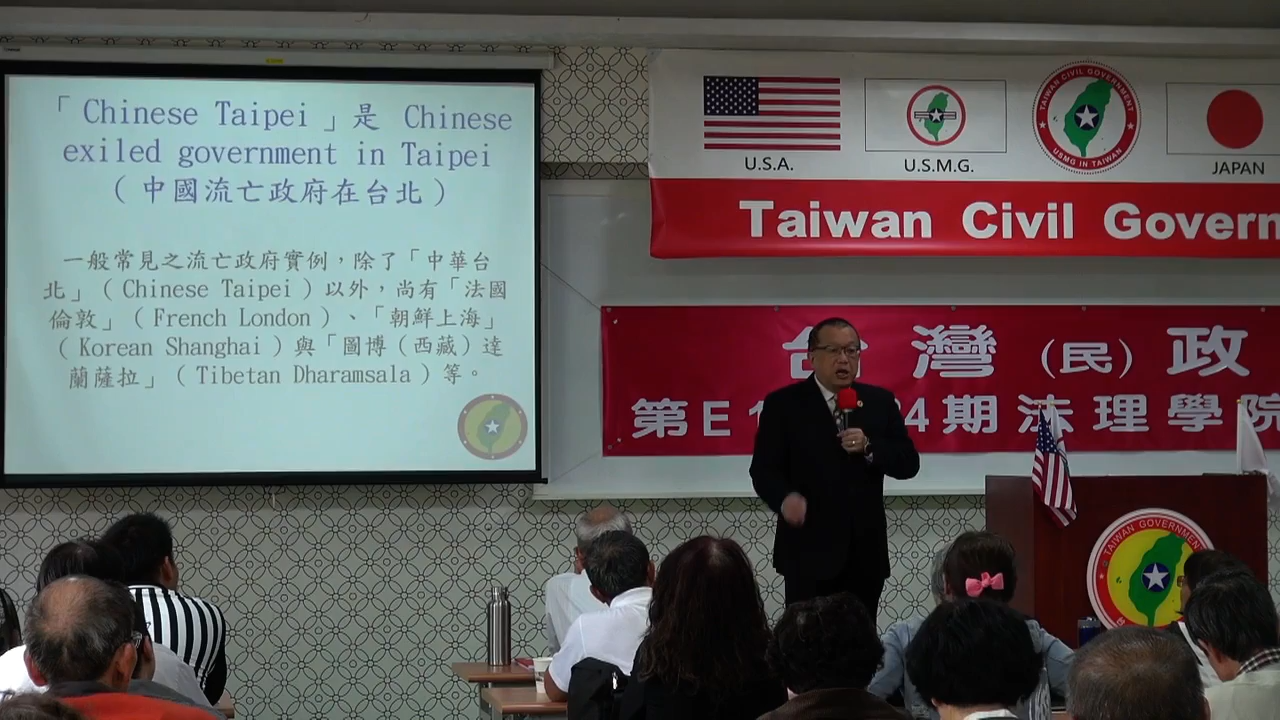 「Chinese Taipei」是 Chinese
exiled government in Taipei
(中國流亡政府在台北)
一般常見之流亡政府實例，除了「中華台
北」(Chinese Taipei)以外，尚有「法國
倫敦」(French London)、「朝鮮上海」
(Korean Shanghai)與「圖博(西藏)達
蘭薩拉」(Tibetan Dharamsala)等。
U.S.A.
U.S.M.G.
TAIWAN CIVIL GOVERNMENT
USMG IN TAIWAN
JAPAN
Taiwan Civil Govern
台灣(民)政
第E1 4期法理學院
TAIWAN GOVERNMENT